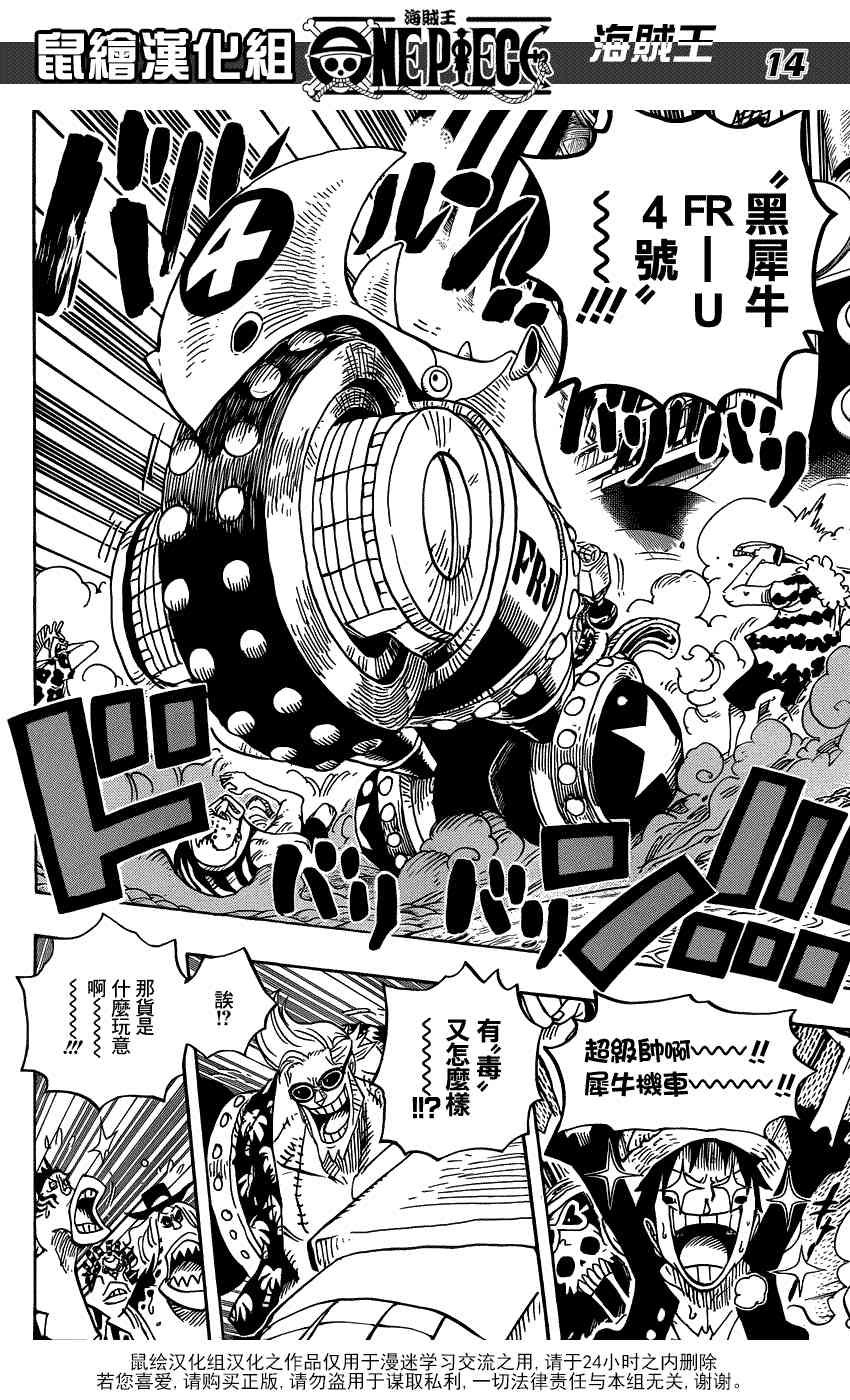 鼠繪漢化組
海賊王
ONE PIECE
海賊王
14
“黑犀牛
FR—U
4號”
~~~~!!!
バリバリ
FRU
ドドン!!!
バリバリ
超級帥啊~~~~!!
犀牛機車~~~~~~!!
有“毒”
又怎麼樣
~~~~!!?
誒!?
那貨是
什麼玩意
啊~~~~
~~~~!!!
鼠绘汉化组汉化之作品仅用于漫迷学习交流之用, 请于24小时之内删除
若您喜爱, 请购买正版, 请勿盗用于谋取私利, 一切法律责任与本组无关, 谢谢。